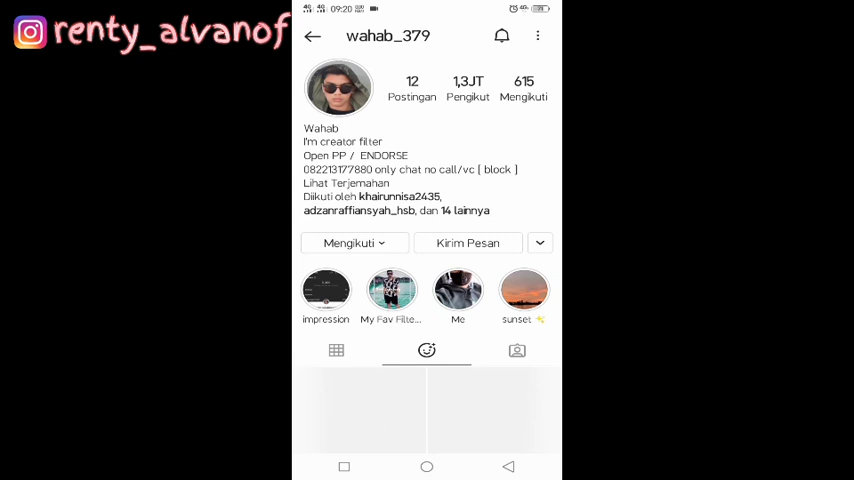 renty_alvanof
09:20
wahab_379
12 1,3JT 615
Postingan Pengikut Mengikuti
Wahab
I'm creator filter
Open PP / ENDORSE
082213177880 only chat no call/vc [ block ]
Lihat Terjemahan
Diikuti oleh khairunnisa2435,
adzanraffiansyah_hsb, dan 14 lainnya
Mengikuti Kirim Pesan
impression My Fav Filte... Me sunset ✨